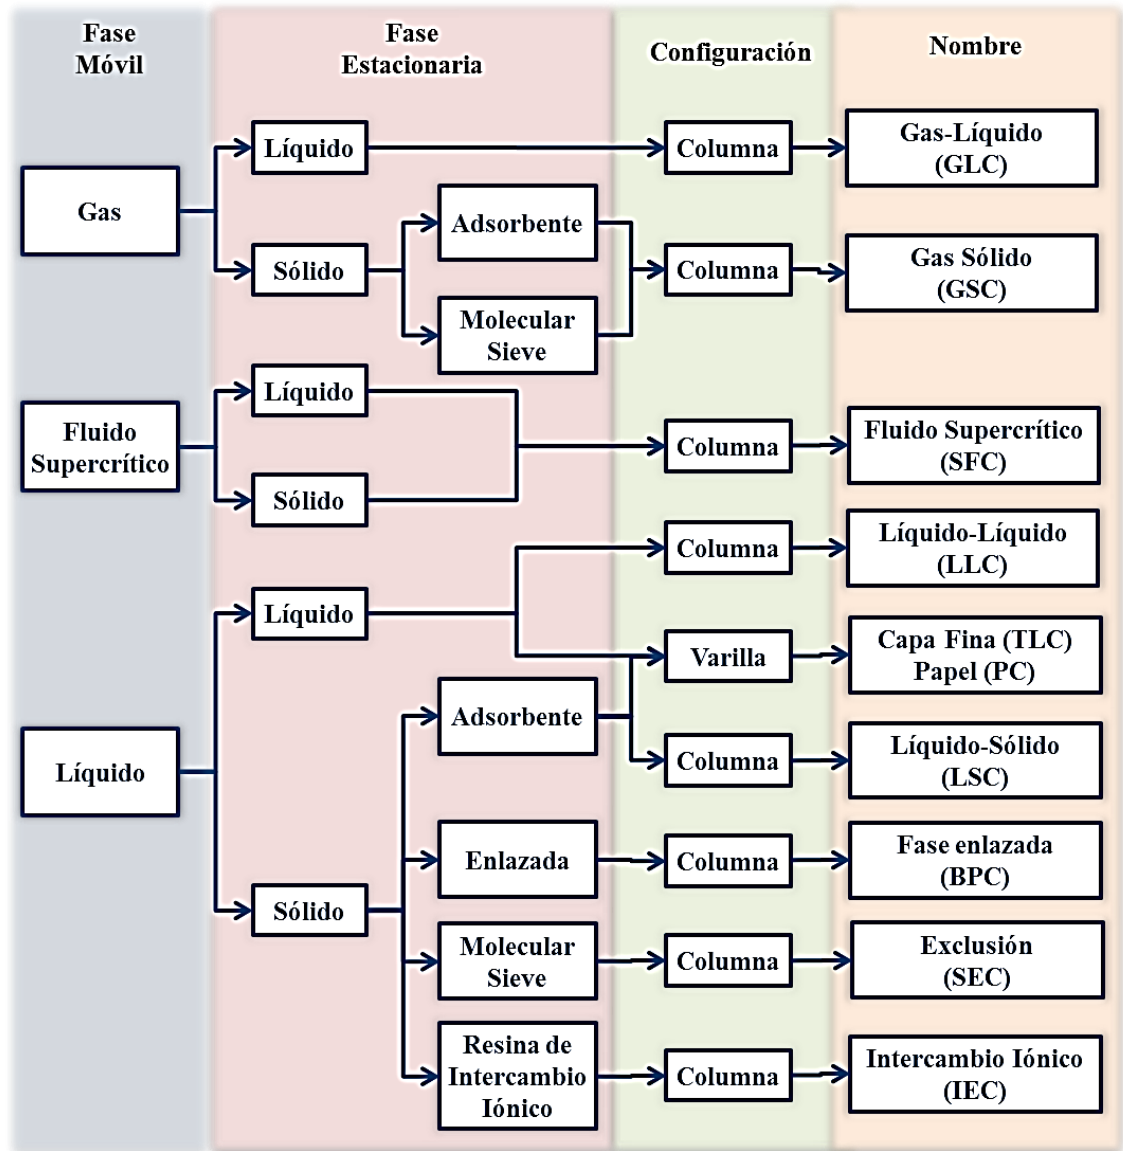 Fase
Móvil
Fase
Estacionaria
Configuración
Nombre
Gas
Líquido
Columna
Gas-Líquido
(GLC)
Sólido
Adsorbente
Molecular
Sieve
Columna
Gas Sólido
(GSC)
Fluido
Supercrítico
Líquido
Sólido
Columna
Fluido Supercrítico
(SFC)
Líquido
Líquido
Columna
Líquido-Líquido
(LLC)
Varilla
Capa Fina (TLC)
Papel (PC)
Sólido
Adsorbente
Columna
Líquido-Sólido
(LSC)
Enlazada
Columna
Fase enlazada
(BPC)
Molecular
Sieve
Columna
Exclusión
(SEC)
Resina de
Intercambio
Iónico
Columna
Intercambio Iónico
(IEC)